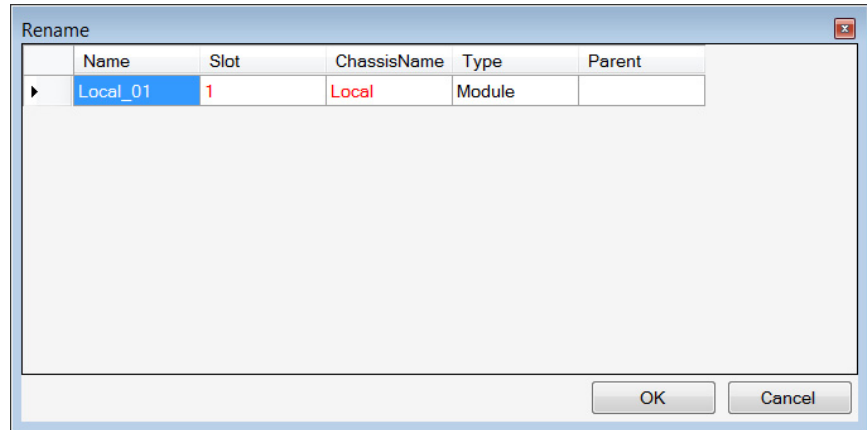 Rename
Name Slot ChassisName Type Parent
Local_01 1 Local Module
OK Cancel